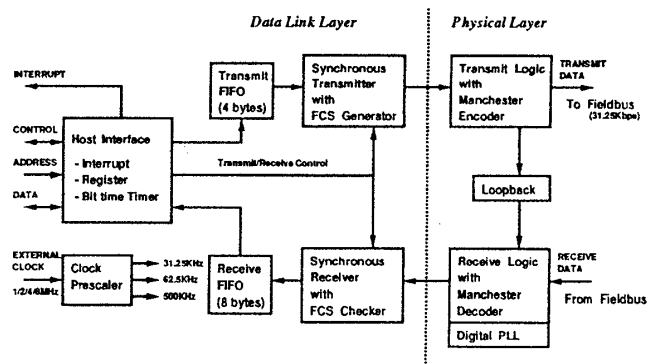 Data Link Layer
Physical Layer
INTERRUPT
CONTROL
ADDRESS
DATA
Host Interface
- Interrupt
- Register
- Bit time Timer
Transmit
FIFO
(4 bytes)
Synchronous
Transmitter
with
FCS Generator
Transmit Logic
with
Manchester
Encoder
TRANSMIT
DATA
To Fieldbus
(31.25Kbps)
Transmit/Receive Control
Loopback
EXTERNAL
CLOCK
1/2/4/8MHz
Clock
Prescaler
31.25KHz
62.5KHz
500KHz
Receive
FIFO
(8 bytes)
Synchronous
Receiver
with
FCS Checker
Receive Logic
with
Manchester
Decoder
Digital PLL
RECEIVE
DATA
From Fieldbus